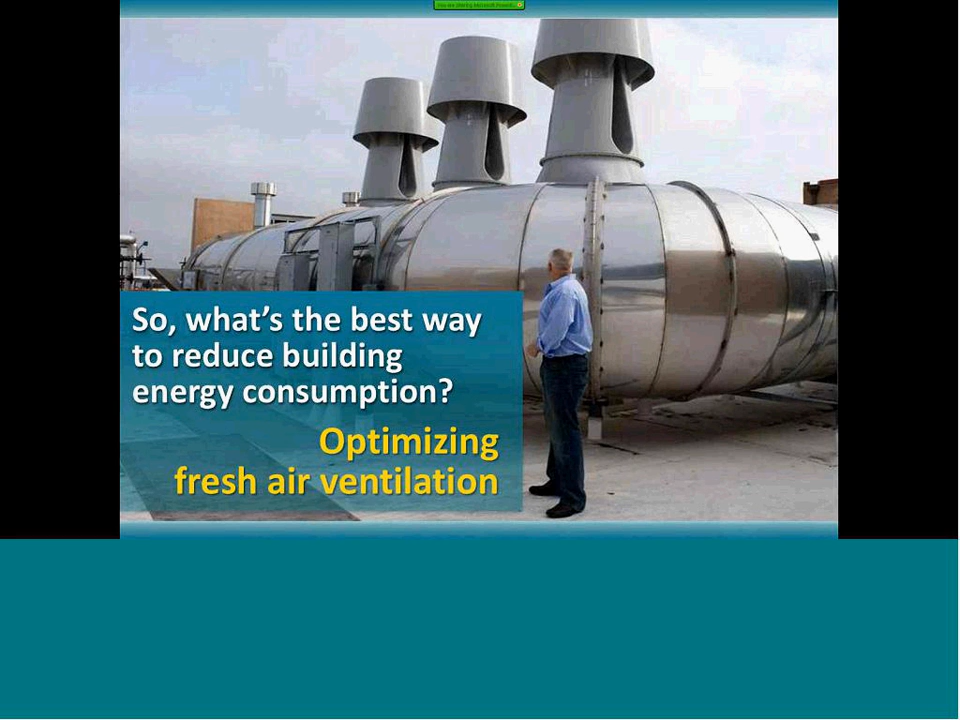 So, what's the best way
to reduce building
energy consumption?
Optimizing
fresh air ventilation